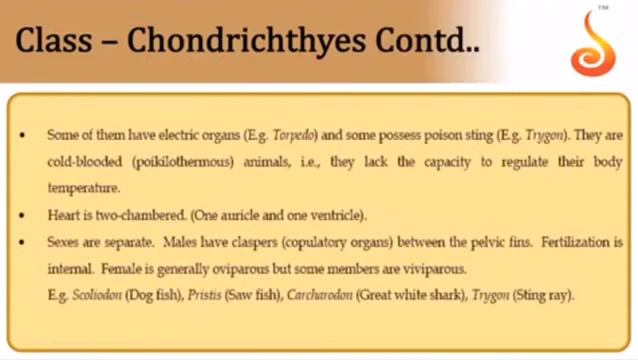 Class – Chondrichthyes Contd..
TM
• Some of them have electric organs (E.g. Torpedo) and some possess poison sting (E.g. Trygon). They are
cold-blooded (poikilothermous) animals, i.e., they lack the capacity to regulate their body
temperature.
• Heart is two-chambered. (One auricle and one ventricle).
• Sexes are separate. Males have claspers (copulatory organs) between the pelvic fins. Fertilization is
internal. Female is generally oviparous but some members are viviparous.
E.g. Scoliodon (Dog fish), Pristis (Saw fish), Carcharodon (Great white shark), Trygon (Sting ray).